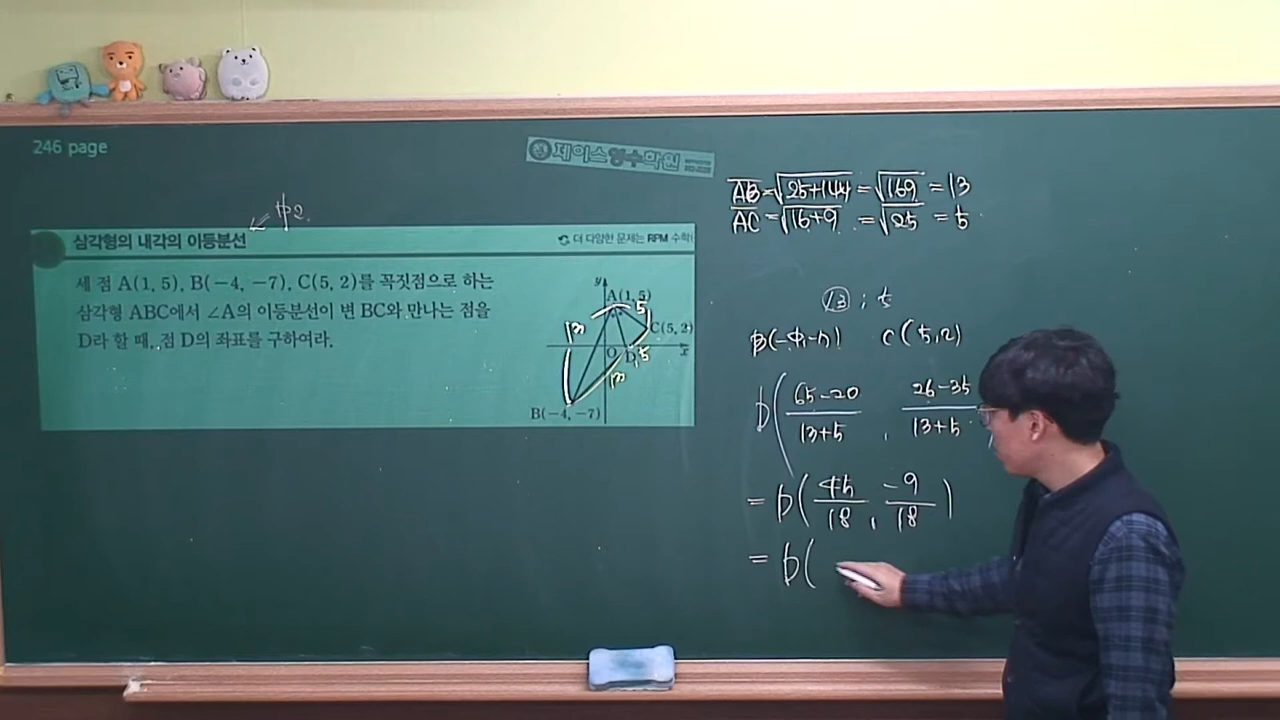 246 page
제이스영수학원
중2.
삼각형의 내각의 이등분선
더 다양한 문제는 RPM 수학(
세 점 A(1, 5), B(−4, −7), C(5, 2)를 꼭짓점으로 하는
삼각형 ABC에서 ∠A의 이등분선이 변 BC와 만나는 점을
D라 할 때, 점 D의 좌표를 구하여라.
y
A(1, 5)
5
C(5, 2)
13
O
D
5
x
13
B(−4, −7)
AB = √25+144 = √169 = 13
AC = √16+9 = √25 = 5
13 : 5
B(-4, -7) C(5, 2)
D( 65-20 / 13+5 , 26-35 / 13+5
= D( 45/18 , -9/18 )
= D(